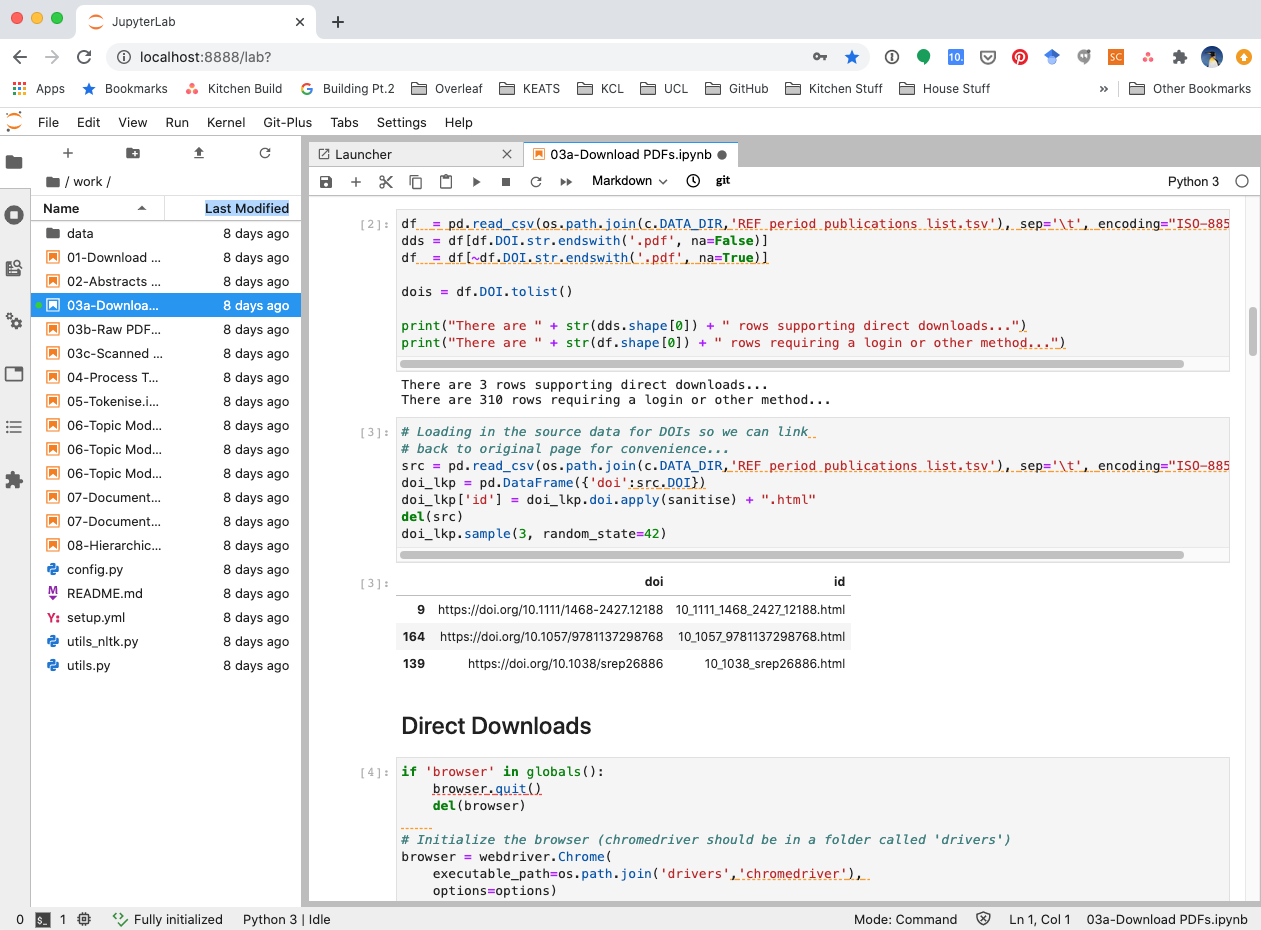 JupyterLab
localhost:8888/lab?
10.
SC
Apps Bookmarks Kitchen Build Building Pt.2 Overleaf KEATS KCL UCL GitHub Kitchen Stuff House Stuff » Other Bookmarks
File Edit View Run Kernel Git-Plus Tabs Settings Help
/ work /
Name Last Modified
data 8 days ago
01-Download ... 8 days ago
02-Abstracts ... 8 days ago
03a-Downloa... 8 days ago
03b-Raw PDF... 8 days ago
03c-Scanned ... 8 days ago
04-Process T... 8 days ago
05-Tokenise.i... 8 days ago
06-Topic Mod... 8 days ago
06-Topic Mod... 8 days ago
06-Topic Mod... 8 days ago
07-Document... 8 days ago
07-Document... 8 days ago
08-Hierarchic... 8 days ago
config.py 8 days ago
M README.md 8 days ago
Y: setup.yml 8 days ago
utils_nltk.py 8 days ago
utils.py 8 days ago
Launcher
03a-Download PDFs.ipynb
Markdown git Python 3
[2]: df  = pd.read_csv(os.path.join(c.DATA_DIR,'REF period publications list.tsv'), sep='\t', encoding="ISO-885
dds = df[df.DOI.str.endswith('.pdf', na=False)]
df  = df[~df.DOI.str.endswith('.pdf', na=True)]
dois = df.DOI.tolist()
print("There are " + str(dds.shape[0]) + " rows supporting direct downloads...")
print("There are " + str(df.shape[0]) + " rows requiring a login or other method...")
There are 3 rows supporting direct downloads...
There are 310 rows requiring a login or other method...
[3]: # Loading in the source data for DOIs so we can link
# back to original page for convenience...
src = pd.read_csv(os.path.join(c.DATA_DIR,'REF period publications list.tsv'), sep='\t', encoding="ISO-885
doi_lkp = pd.DataFrame({'doi':src.DOI})
doi_lkp['id'] = doi_lkp.doi.apply(sanitise) + ".html"
del(src)
doi_lkp.sample(3, random_state=42)
[3]: doi id
9 https://doi.org/10.1111/1468-2427.12188 10_1111_1468_2427_12188.html
164 https://doi.org/10.1057/9781137298768 10_1057_9781137298768.html
139 https://doi.org/10.1038/srep26886 10_1038_srep26886.html
Direct Downloads
[4]: if 'browser' in globals():
    browser.quit()
    del(browser)
# Initialize the browser (chromedriver should be in a folder called 'drivers')
browser = webdriver.Chrome(
    executable_path=os.path.join('drivers','chromedriver'),
    options=options)
0 $_ 1 Fully initialized Python 3 | Idle Mode: Command Ln 1, Col 1 03a-Download PDFs.ipynb